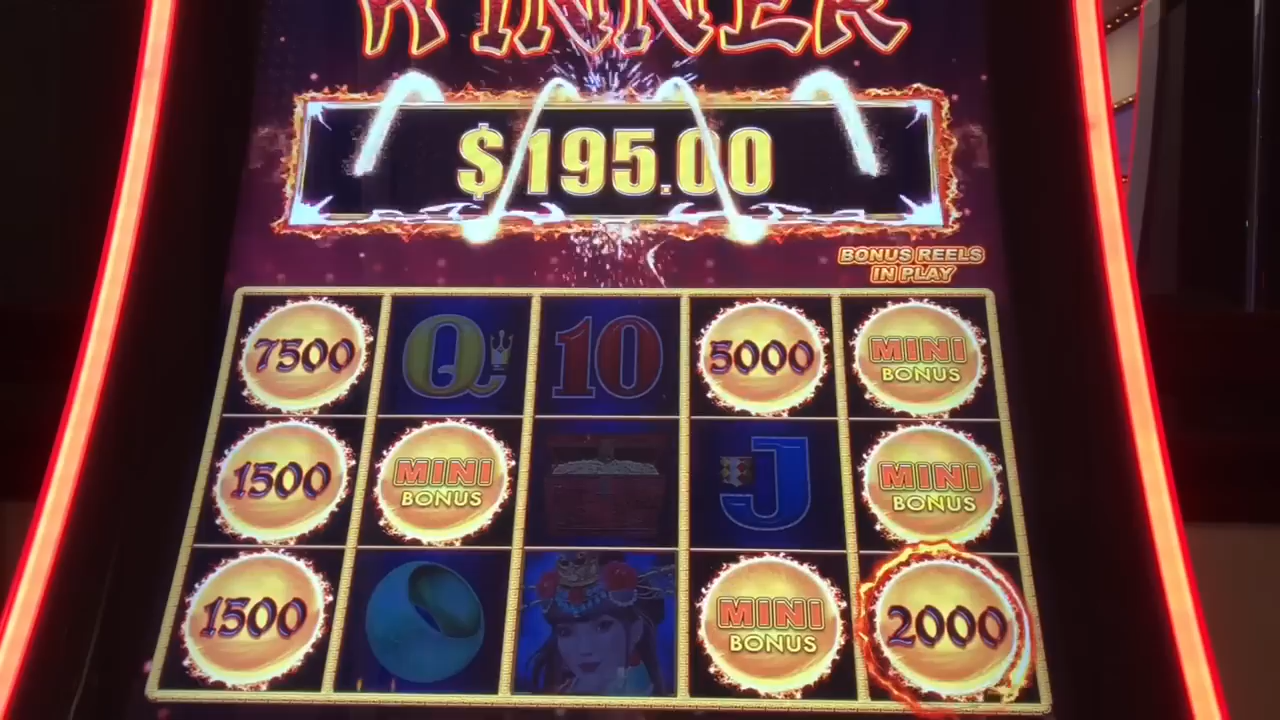 WINNER
$195.00
BONUS REELS
IN PLAY
7500
Q
10
5000
MINI
BONUS
1500
MINI
BONUS
J
MINI
BONUS
1500
MINI
BONUS
2000